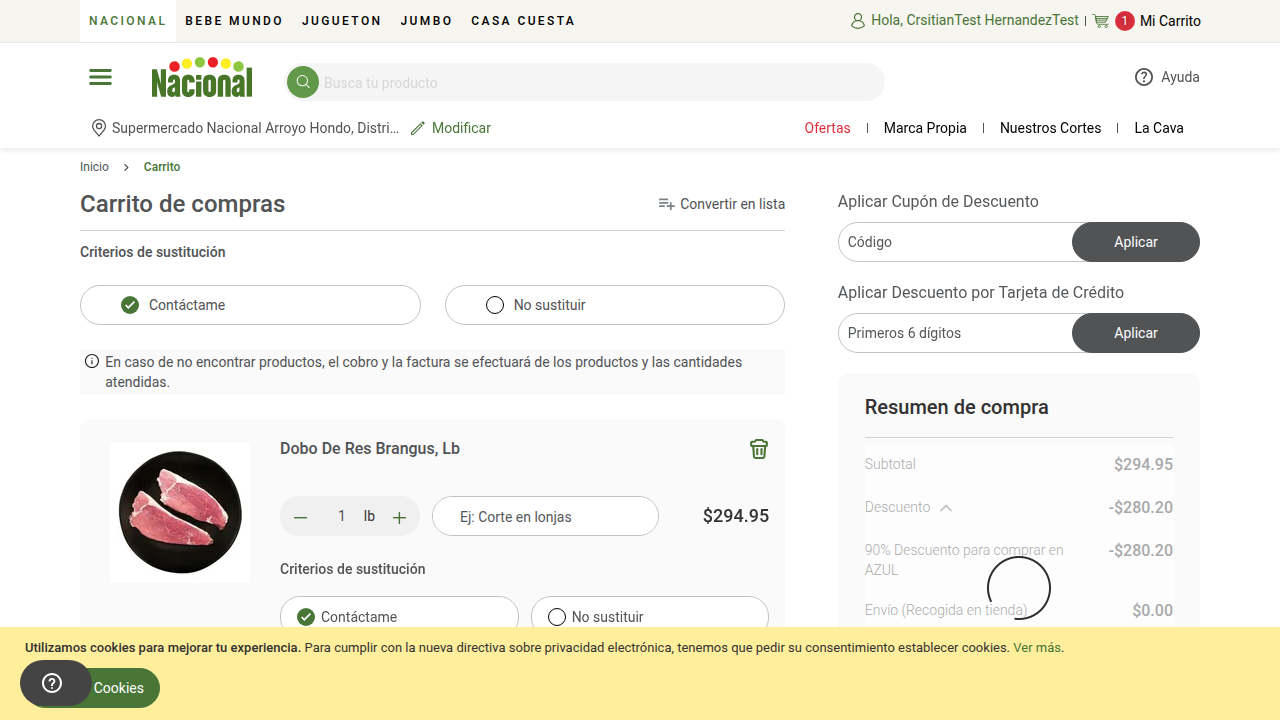 NACIONAL BEBE MUNDO JUGUETON JUMBO CASA CUESTA
Hola, CrsitianTest HernandezTest 1 Mi Carrito
Nacional
Busca tu producto
Ayuda
Supermercado Nacional Arroyo Hondo, Distri... Modificar
Ofertas Marca Propia Nuestros Cortes La Cava
Inicio Carrito
Carrito de compras
Convertir en lista
Criterios de sustitución
Contáctame No sustituir
En caso de no encontrar productos, el cobro y la factura se efectuará de los productos y las cantidades
atendidas.
Dobo De Res Brangus, Lb
1 lb Ej: Corte en lonjas $294.95
Criterios de sustitución
Contáctame No sustituir
Aplicar Cupón de Descuento
Código Aplicar
Aplicar Descuento por Tarjeta de Crédito
Primeros 6 dígitos Aplicar
Resumen de compra
Subtotal $294.95
Descuento -$280.20
90% Descuento para comprar en -$280.20
AZUL
Envío (Recogida en tienda) $0.00
Utilizamos cookies para mejorar tu experiencia. Para cumplir con la nueva directiva sobre privacidad electrónica, tenemos que pedir su consentimiento establecer cookies. Ver más.
Cookies